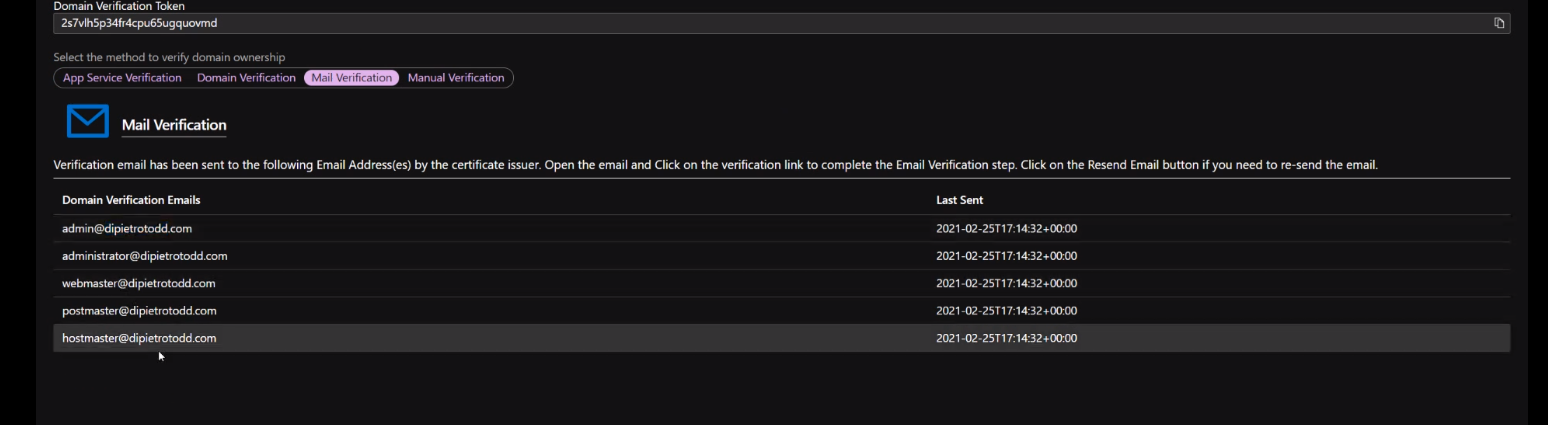 Domain Verification Token
2s7vlh5p34fr4cpu65ugquovmd
Select the method to verify domain ownership
App Service Verification Domain Verification Mail Verification Manual Verification
Mail Verification
Verification email has been sent to the following Email Address(es) by the certificate issuer. Open the email and Click on the verification link to complete the Email Verification step. Click on the Resend Email button if you need to re-send the email.
Domain Verification Emails Last Sent
admin@dipietrotodd.com 2021-02-25T17:14:32+00:00
administrator@dipietrotodd.com 2021-02-25T17:14:32+00:00
webmaster@dipietrotodd.com 2021-02-25T17:14:32+00:00
postmaster@dipietrotodd.com 2021-02-25T17:14:32+00:00
hostmaster@dipietrotodd.com 2021-02-25T17:14:32+00:00